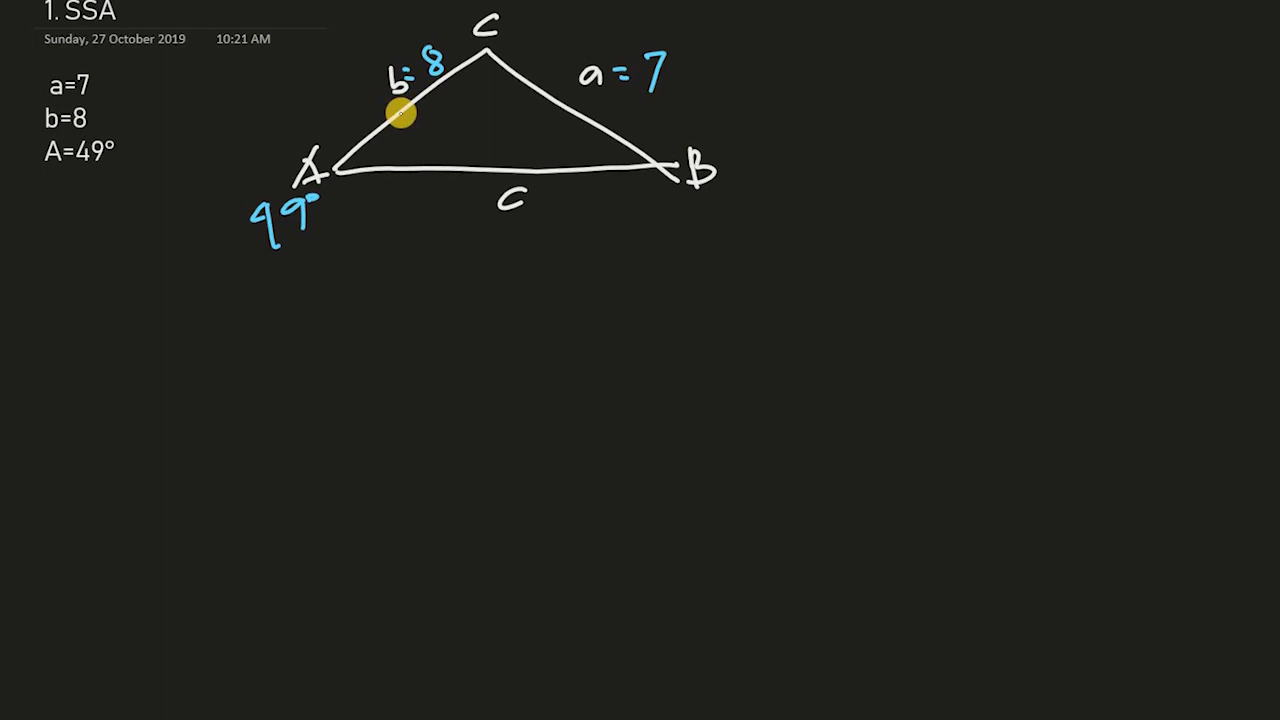 1. SSA
Sunday, 27 October 2019 10:21 AM
a=7
b=8
A=49°
C
b=8
a=7
A
B
49°
c